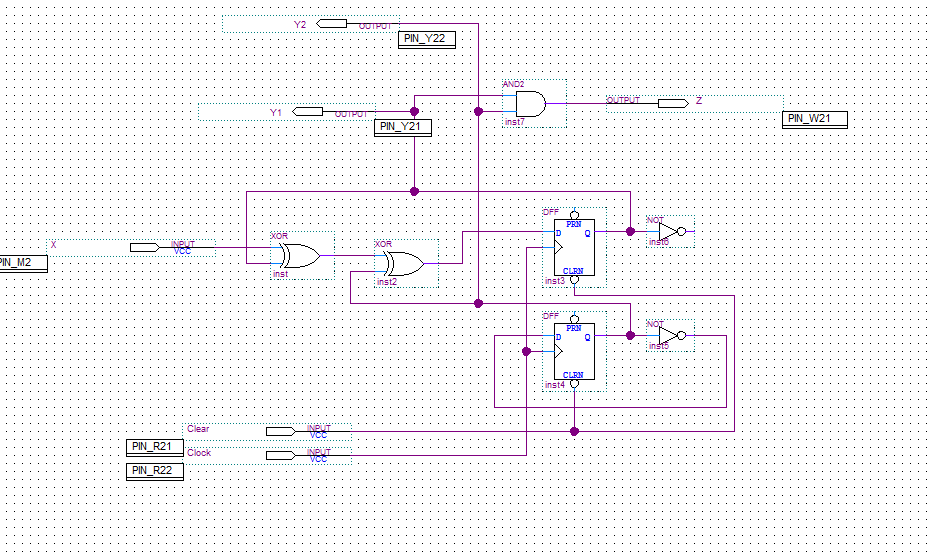 Y2
OUTPUT
PIN_Y22
AND2
OUTPUT
Z
Y1
OUTPUT
inst7
PIN_W21
PIN_Y21
DFF
PRN
D
Q
NOT
inst6
XOR
X
INPUT
VCC
XOR
PIN_M2
inst
inst2
CLRN
inst3
DFF
PRN
D
Q
NOT
inst5
CLRN
inst4
Clear
INPUT
VCC
PIN_R21
Clock
INPUT
VCC
PIN_R22